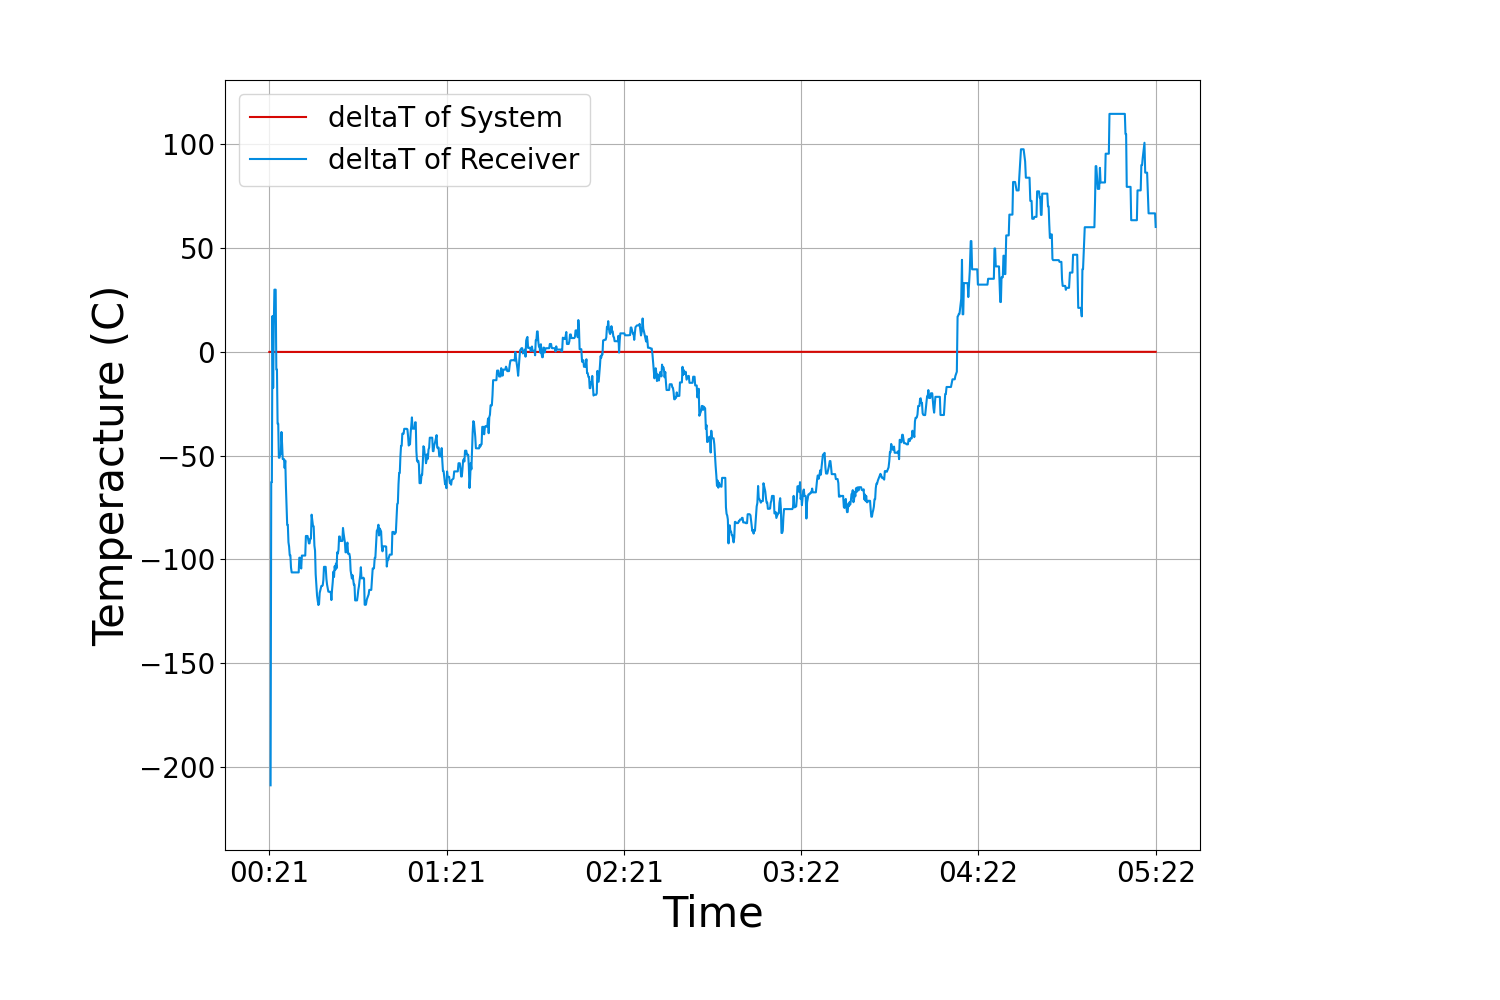 deltaT of System
deltaT of Receiver
Temperacture (C)
100
50
0
−50
−100
−150
−200
00:21 01:21 02:21 03:22 04:22 05:22
Time